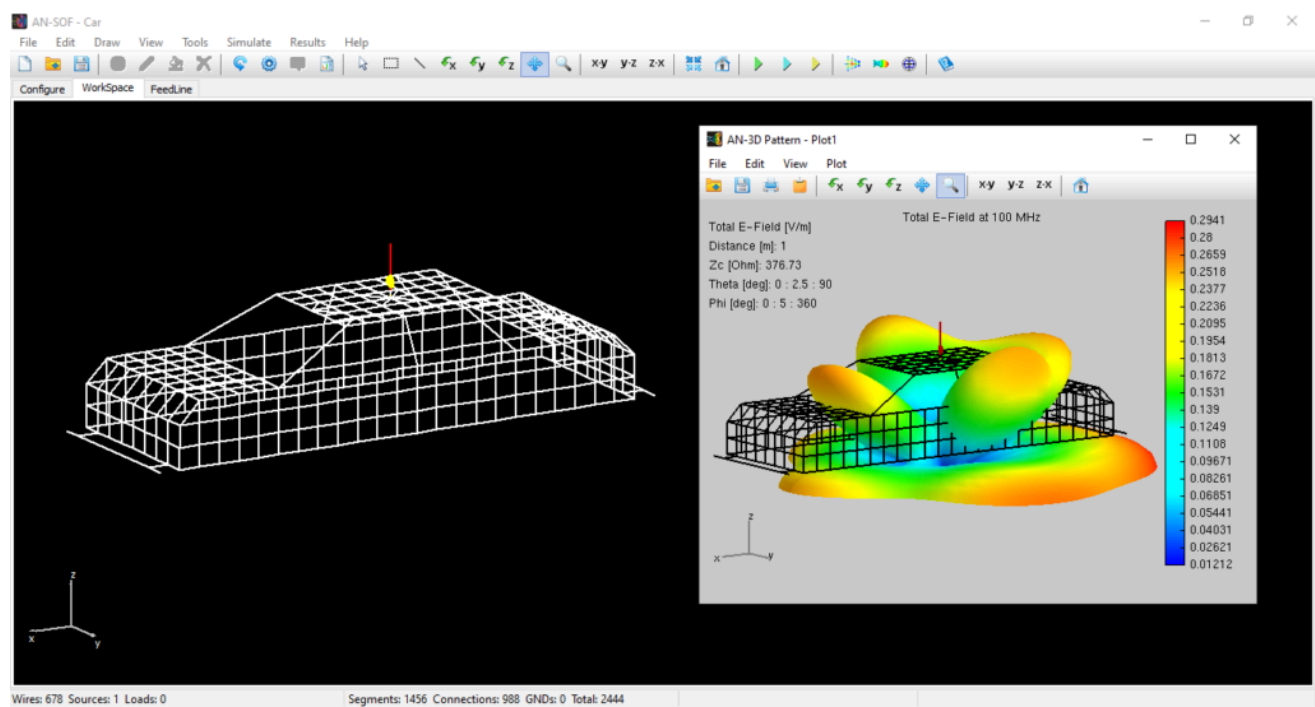 AN-SOF - Car
File Edit Draw View Tools Simulate Results Help
x y z x-y y-z z-x
Configure WorkSpace FeedLine
AN-3D Pattern - Plot1
File Edit View Plot
x y z x-y y-z z-x
Total E-Field at 100 MHz
Total E-Field [V/m]
Distance [m]: 1
Zc [Ohm]: 376.73
Theta [deg]: 0 : 2.5 : 90
Phi [deg]: 0 : 5 : 360
0.2941
0.28
0.2659
0.2518
0.2377
0.2236
0.2095
0.1954
0.1813
0.1672
0.1531
0.139
0.1249
0.1108
0.09671
0.08261
0.06851
0.05441
0.04031
0.02621
0.01212
z
x
y
z
x
y
Wires: 678 Sources: 1 Loads: 0
Segments: 1456 Connections: 988 GNDs: 0 Total: 2444